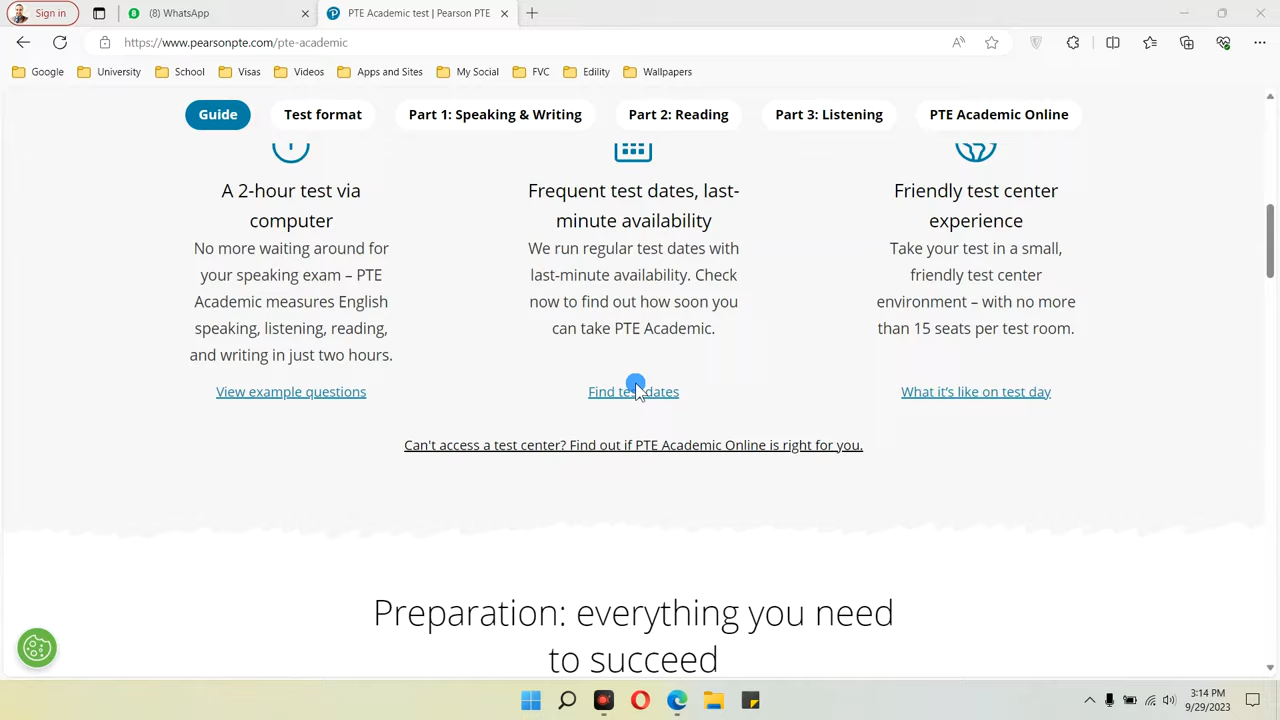 Sign in
(8) WhatsApp
PTE Academic test | Pearson PTE
https://www.pearsonpte.com/pte-academic
Google University School Visas Videos Apps and Sites My Social FVC Edility Wallpapers
Guide Test format Part 1: Speaking & Writing Part 2: Reading Part 3: Listening PTE Academic Online
A 2-hour test via
computer
No more waiting around for
your speaking exam – PTE
Academic measures English
speaking, listening, reading,
and writing in just two hours.
View example questions
Frequent test dates, last-
minute availability
We run regular test dates with
last-minute availability. Check
now to find out how soon you
can take PTE Academic.
Find test dates
Friendly test center
experience
Take your test in a small,
friendly test center
environment – with no more
than 15 seats per test room.
What it's like on test day
Can't access a test center? Find out if PTE Academic Online is right for you.
Preparation: everything you need
to succeed
3:14 PM
9/29/2023